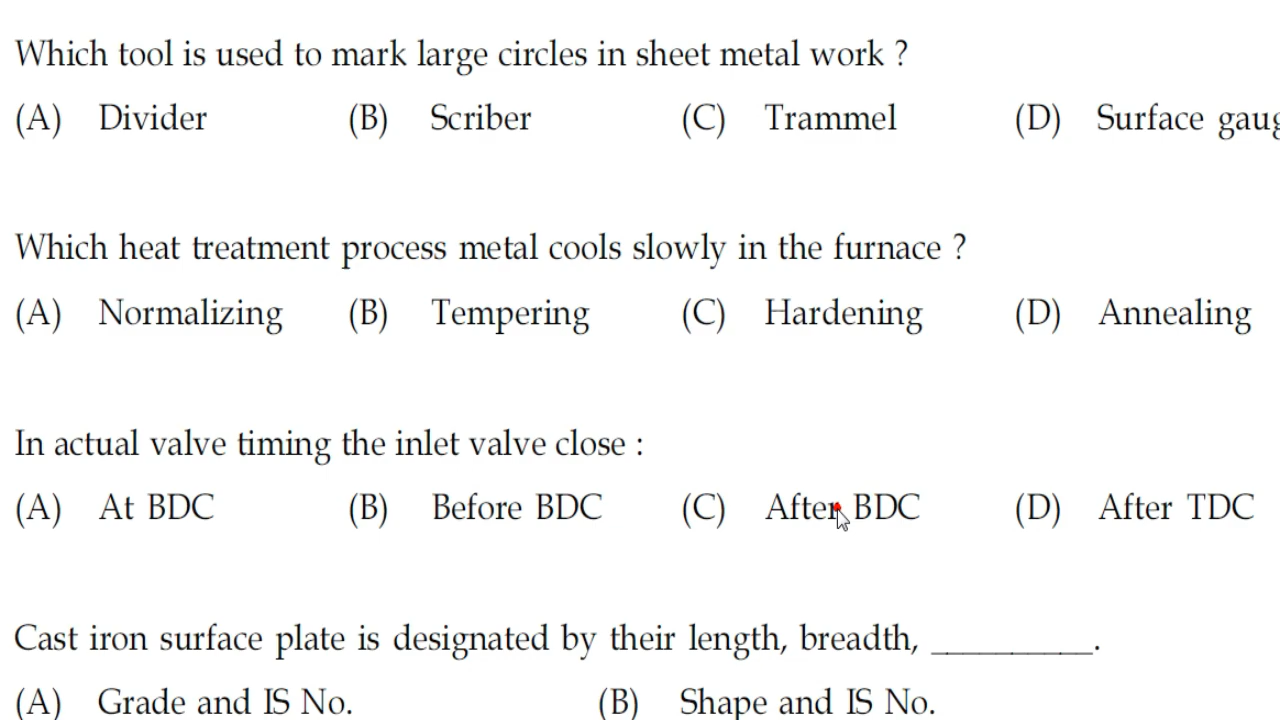 Which tool is used to mark large circles in sheet metal work ?
(A) Divider (B) Scriber (C) Trammel (D) Surface gaug
Which heat treatment process metal cools slowly in the furnace ?
(A) Normalizing (B) Tempering (C) Hardening (D) Annealing
In actual valve timing the inlet valve close :
(A) At BDC (B) Before BDC (C) After BDC (D) After TDC
Cast iron surface plate is designated by their length, breadth, __________.
(A) Grade and IS No. (B) Shape and IS No.